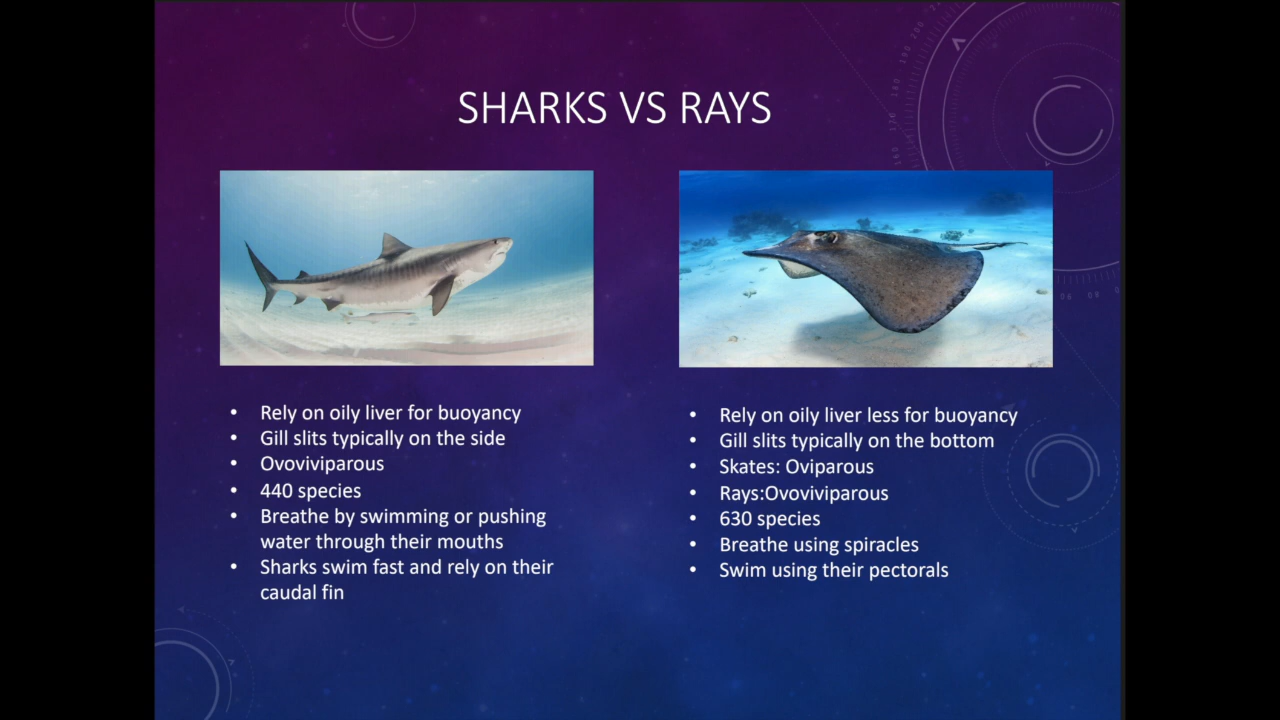 SHARKS VS RAYS
• Rely on oily liver for buoyancy
• Gill slits typically on the side
• Ovoviviparous
• 440 species
• Breathe by swimming or pushing
water through their mouths
• Sharks swim fast and rely on their
caudal fin
• Rely on oily liver less for buoyancy
• Gill slits typically on the bottom
• Skates: Oviparous
• Rays:Ovoviviparous
• 630 species
• Breathe using spiracles
• Swim using their pectorals